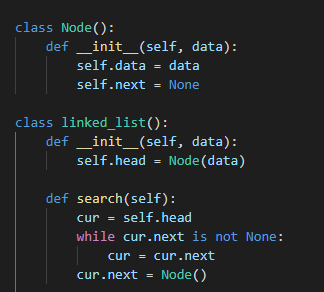 class Node():
    def __init__(self, data):
        self.data = data
        self.next = None
class linked_list():
    def __init__(self, data):
        self.head = Node(data)
    def search(self):
        cur = self.head
        while cur.next is not None:
            cur = cur.next
        cur.next = Node()